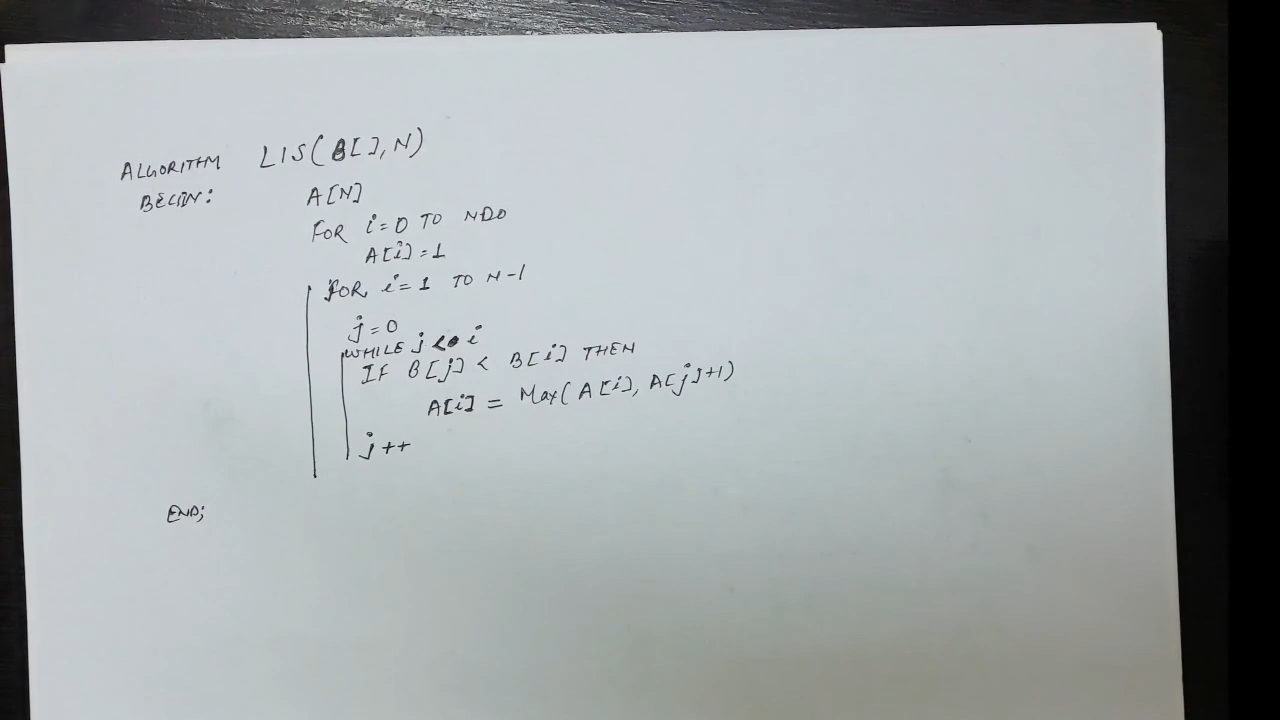 ALGORITHM LIS(B[], N)
BEGIN: A[N]
FOR i=0 TO N DO
A[i]=1
FOR i=1 TO N-1
j=0
WHILE j < i
IF B[j] < B[i] THEN
A[i] = Max(A[i], A[j]+1)
j++
END;